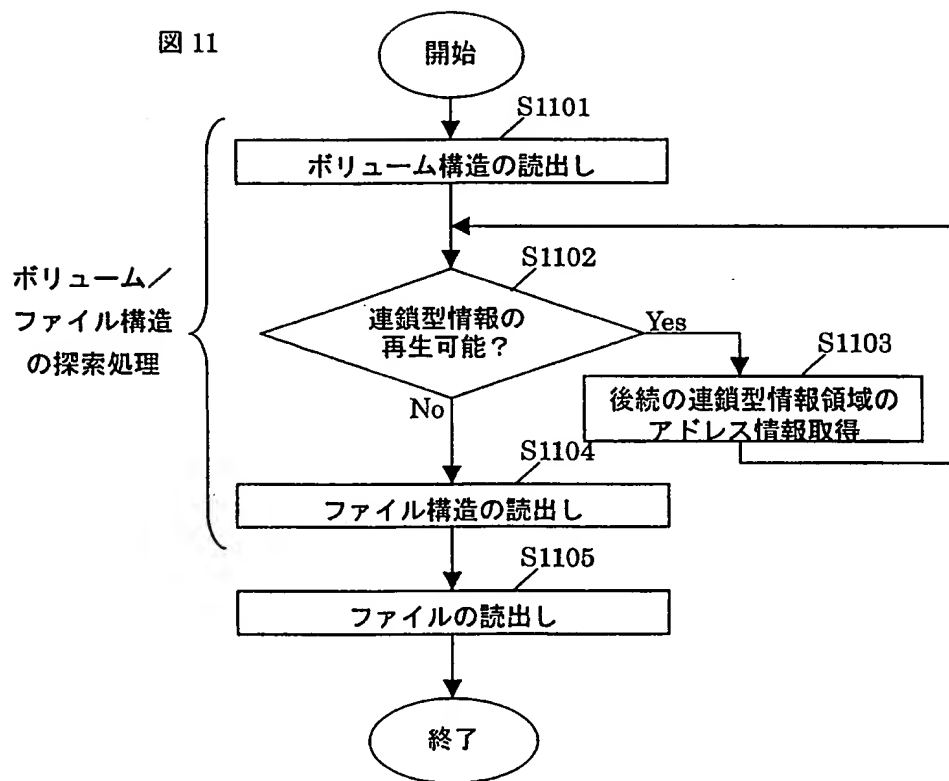 図 11
開始
S1101
ボリューム構造の読出し
S1102
連鎖型情報の
再生可能？
Yes
No
S1103
後続の連鎖型情報領域の
アドレス情報取得
ボリューム／
ファイル構造
の探索処理
S1104
ファイル構造の読出し
S1105
ファイルの読出し
終了